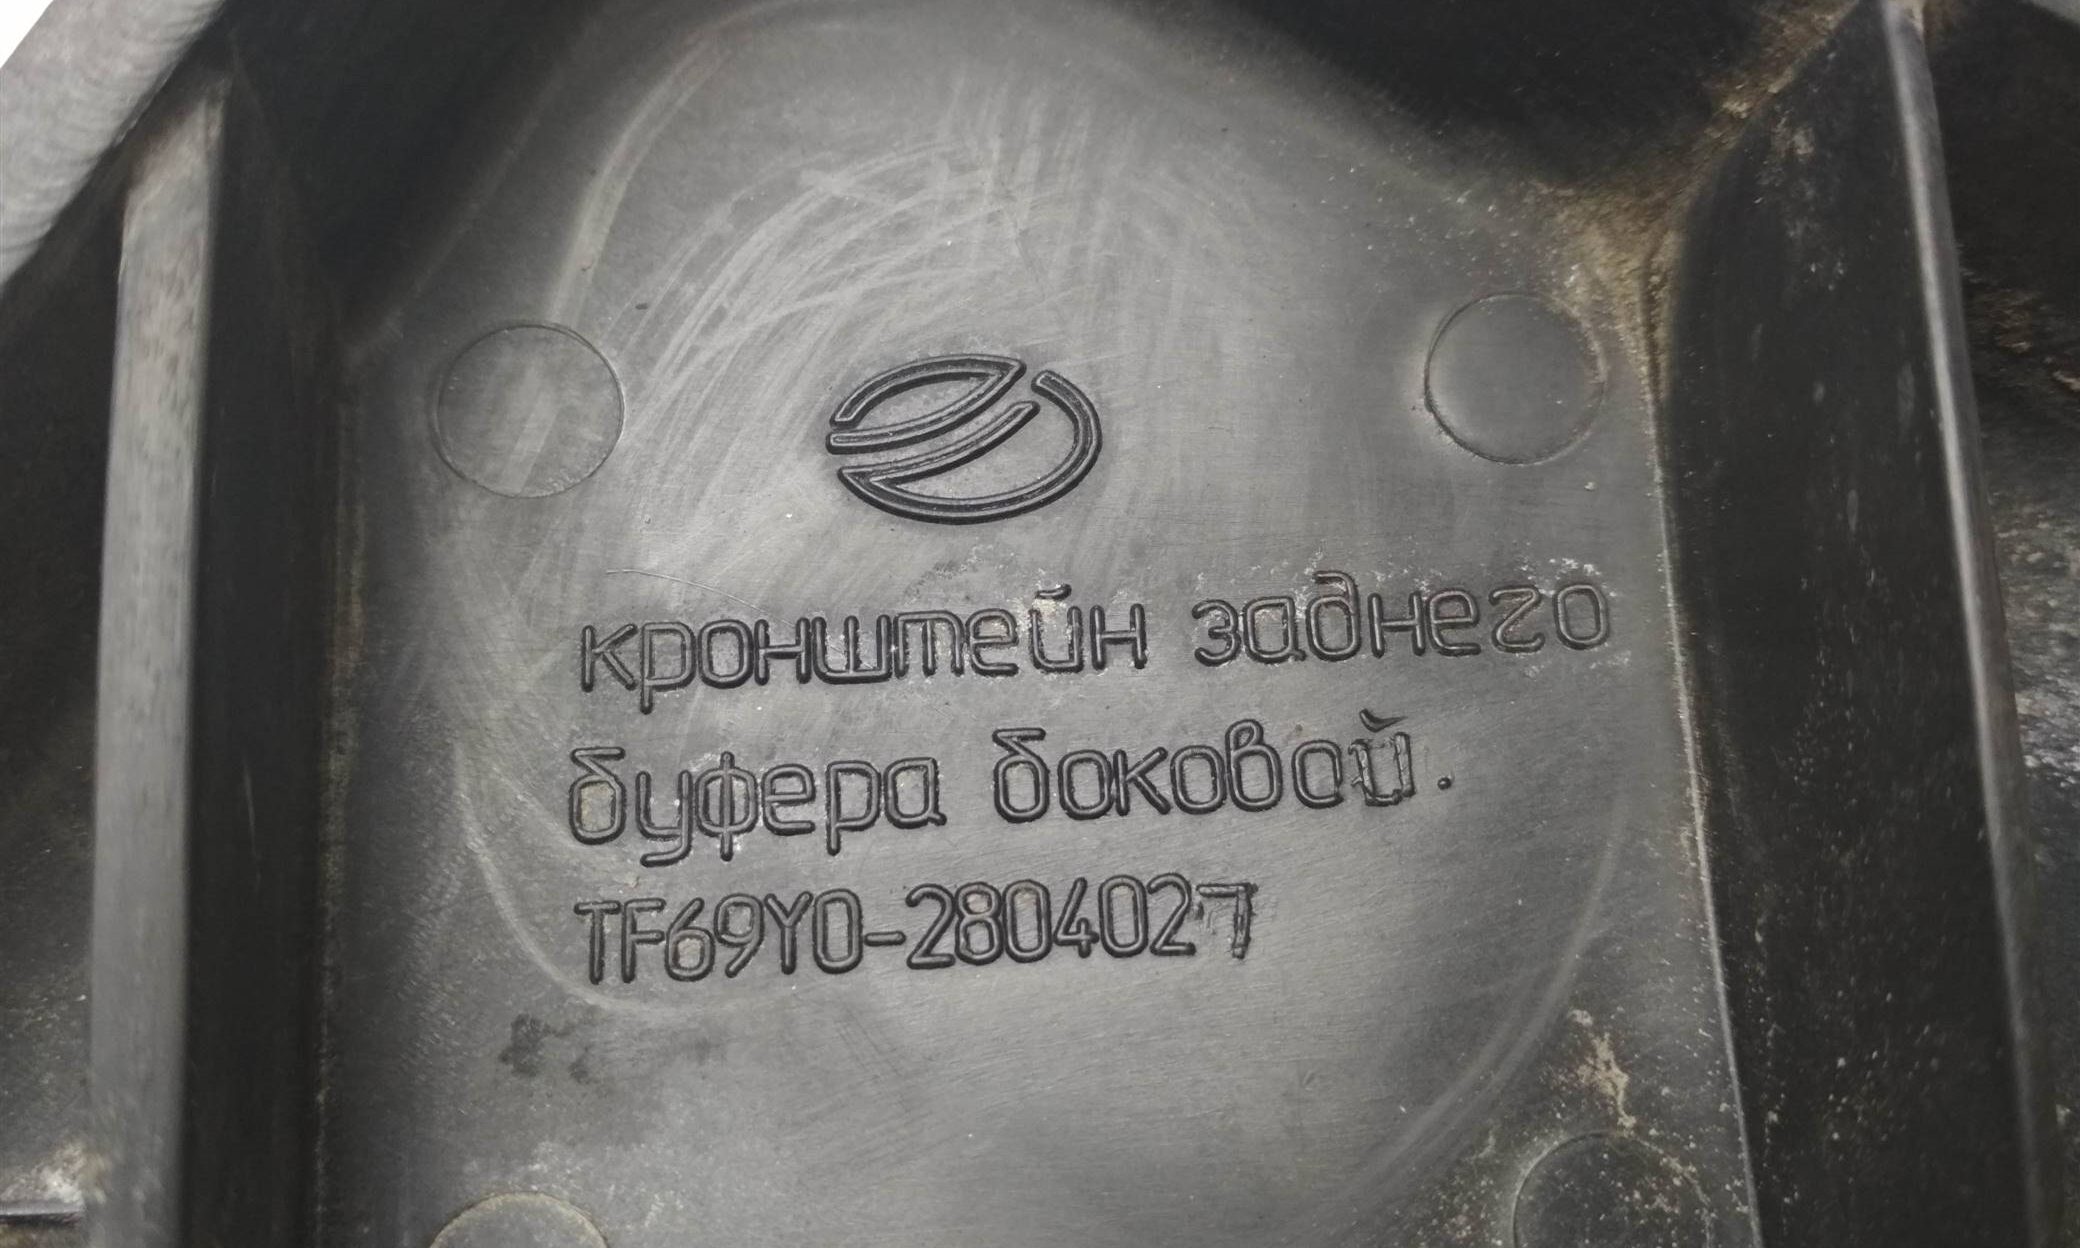 кронштейн заднего
буфера боковой.
TF69Y0-2804027